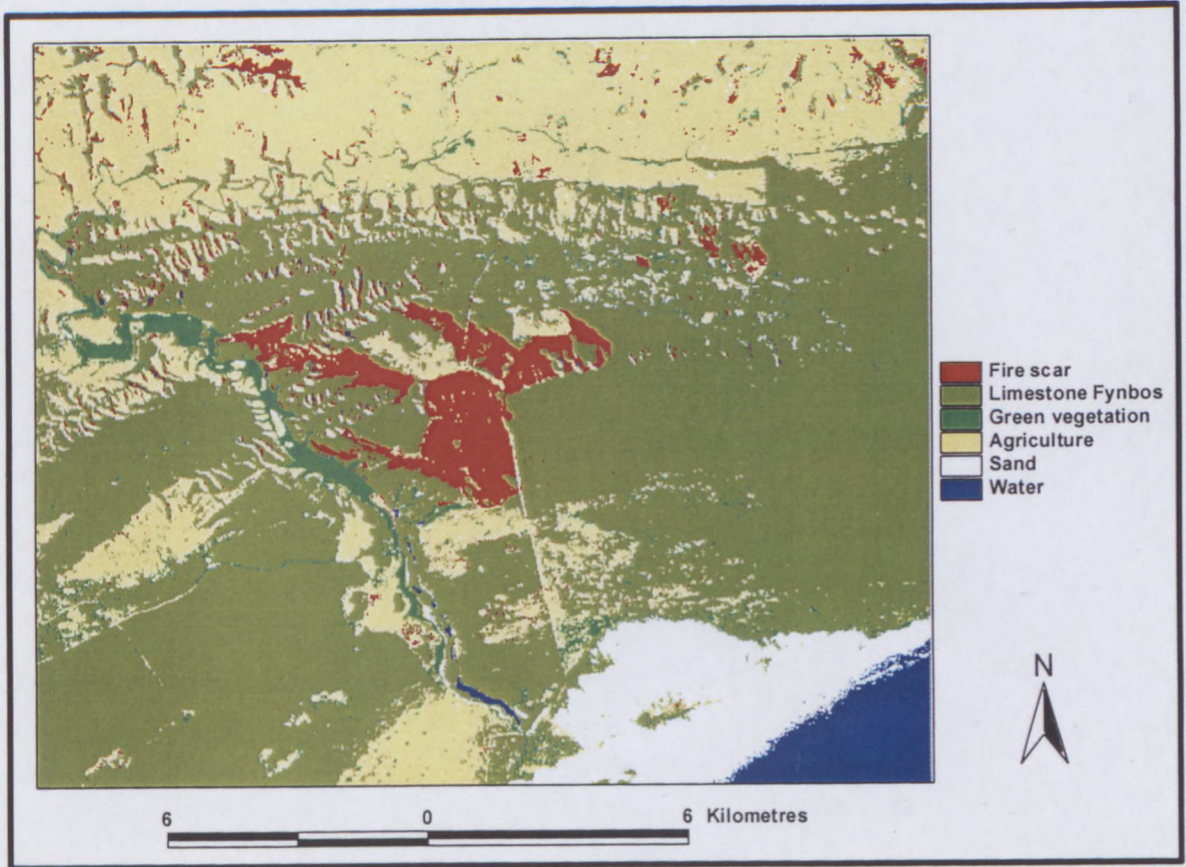 Fire scar
Limestone Fynbos
Green vegetation
Agriculture
Sand
Water
N
6 0 6 Kilometres